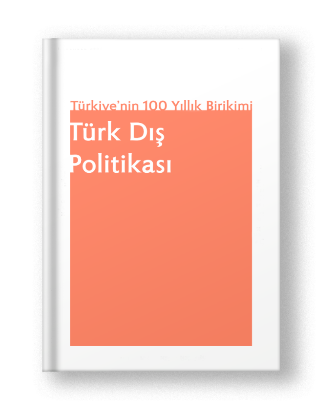 Türkiye'nin 100 Yıllık Birikimi
Türk Dış
Politikası